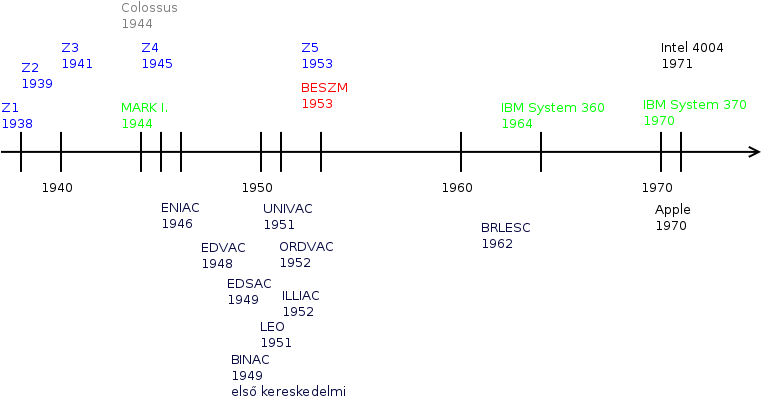 Colossus
1944
Z3
1941
Z4
1945
Z5
1953
Intel 4004
1971
Z2
1939
BESZM
1953
Z1
1938
MARK I.
1944
IBM System 360
1964
IBM System 370
1970
1940
1950
1960
1970
ENIAC
1946
UNIVAC
1951
Apple
1970
BRLESC
1962
EDVAC
1948
ORDVAC
1952
EDSAC
1949
ILLIAC
1952
LEO
1951
BINAC
1949
első kereskedelmi